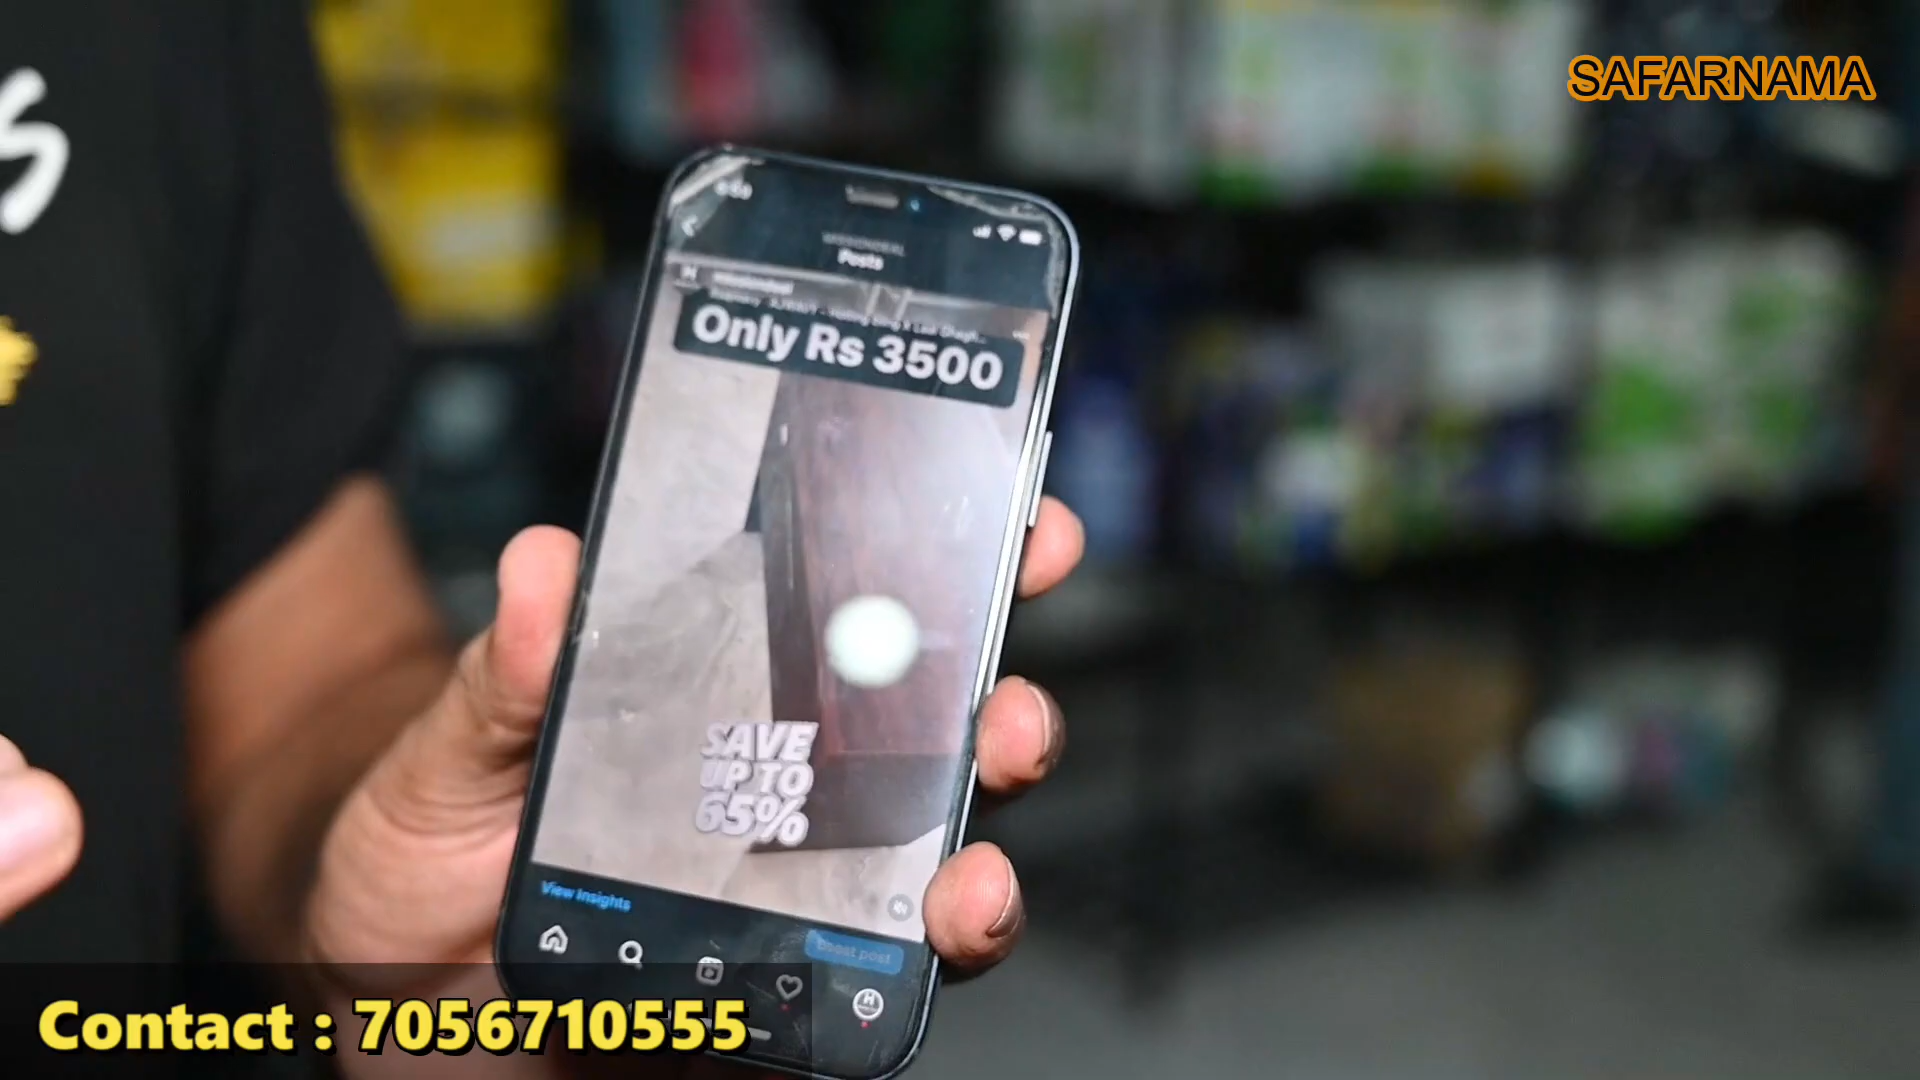 SAFARNAMA
Posts
Only Rs 3500
SAVE
UP TO
65%
View Insights
Boost post
Contact : 7056710555